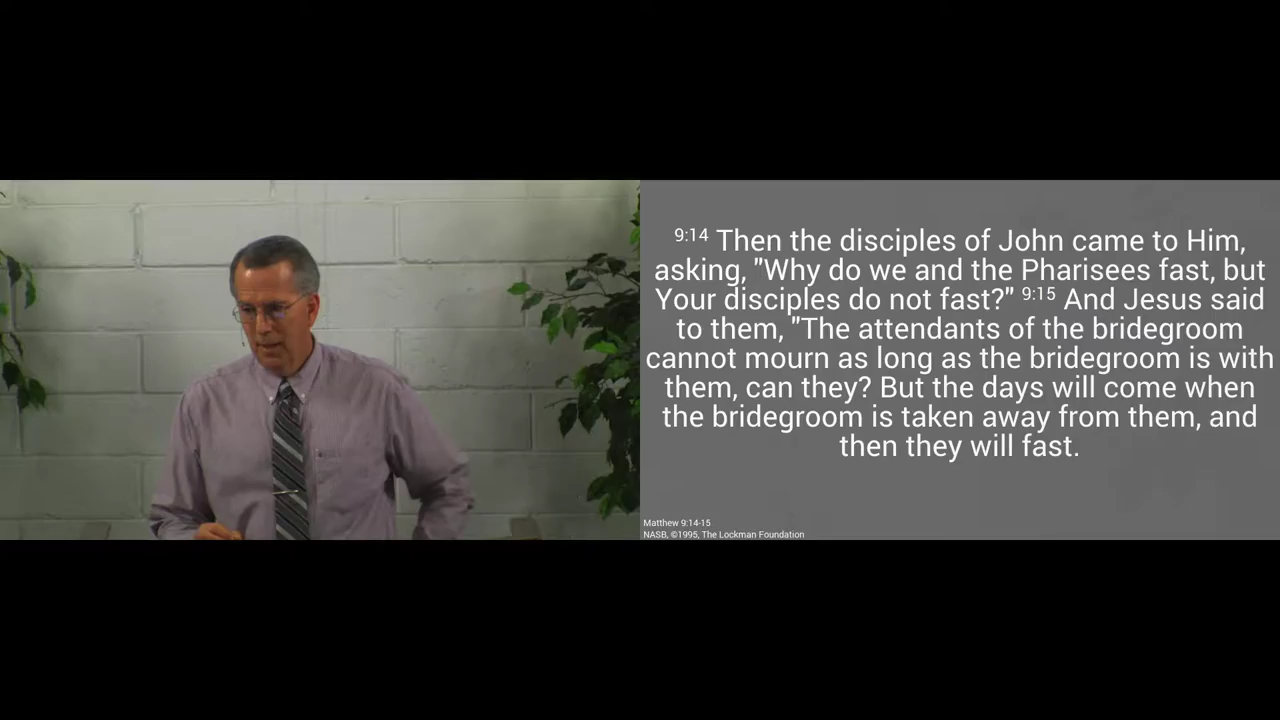 9:14 Then the disciples of John came to Him,
asking, "Why do we and the Pharisees fast, but
Your disciples do not fast?" 9:15 And Jesus said
to them, "The attendants of the bridegroom
cannot mourn as long as the bridegroom is with
them, can they? But the days will come when
the bridegroom is taken away from them, and
then they will fast.
Matthew 9:14-15
NASB, ©1995, The Lockman Foundation